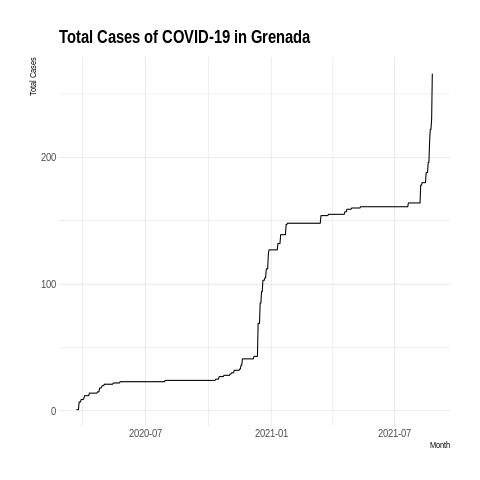 Total Cases of COVID-19 in Grenada
Total Cases
200
100
0
2020-07
2021-01
2021-07
Month